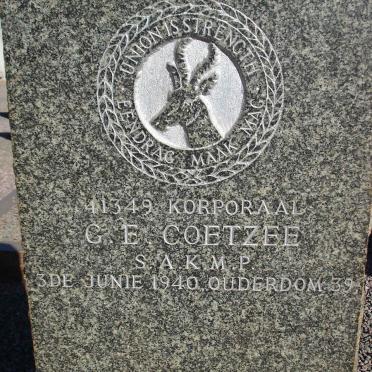 UNION IS STRENGTH
EENDRAG MAAK MAG
41349 KORPORAAL
G. E. COETZEE
S. A. K. M. P.
3DE JUNIE 1940 OUDERDOM 39